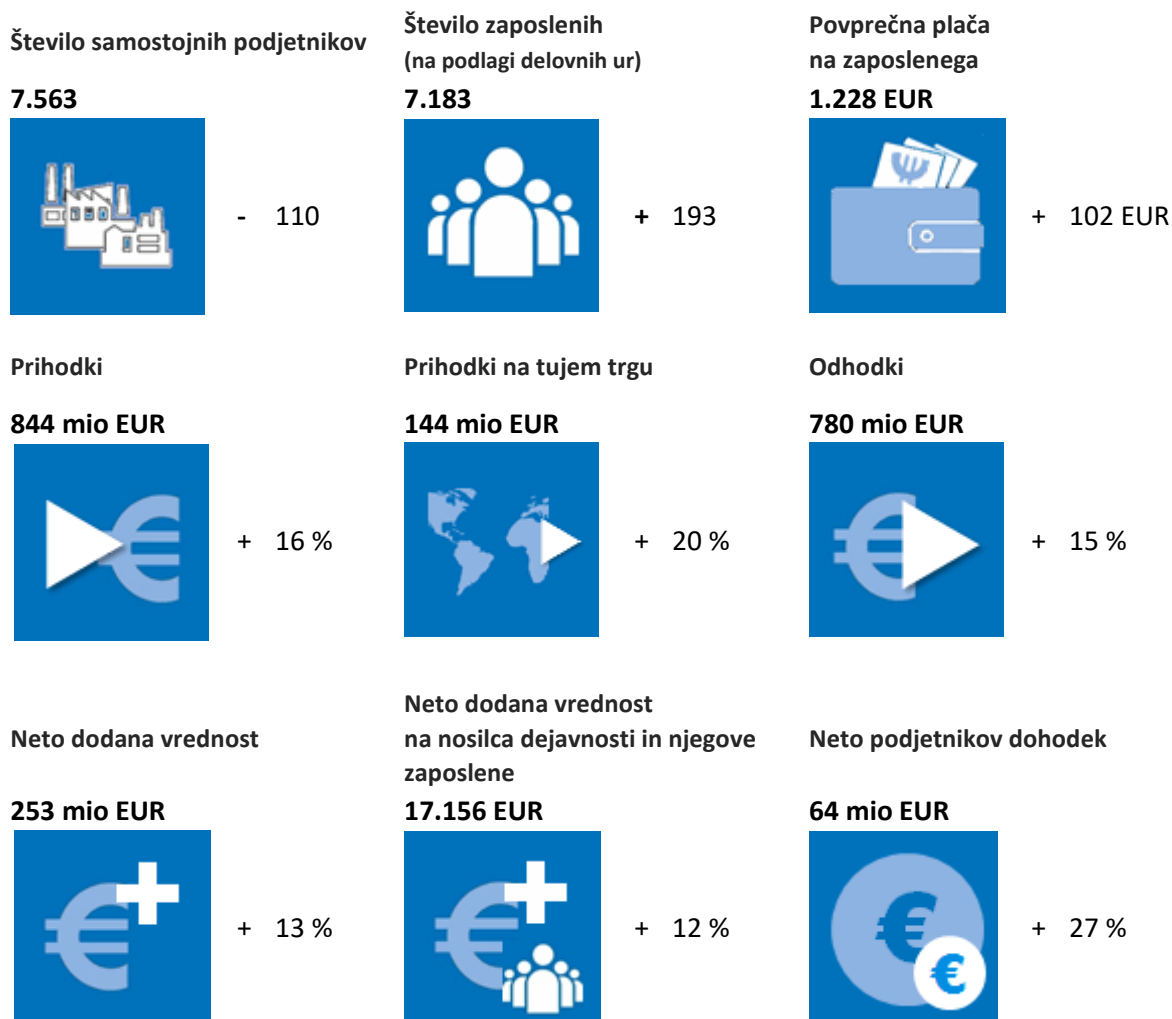 Število samostojnih podjetnikov
7.563
- 110
Število zaposlenih
(na podlagi delovnih ur)
7.183
+ 193
Povprečna plača
na zaposlenega
1.228 EUR
+ 102 EUR
Prihodki
844 mio EUR
€
+ 16 %
Prihodki na tujem trgu
144 mio EUR
+ 20 %
Odhodki
780 mio EUR
€
+ 15 %
Neto dodana vrednost
253 mio EUR
€
+ 13 %
Neto dodana vrednost
na nosilca dejavnosti in njegove
zaposlene
17.156 EUR
€
+ 12 %
Neto podjetnikov dohodek
64 mio EUR
€
€
+ 27 %